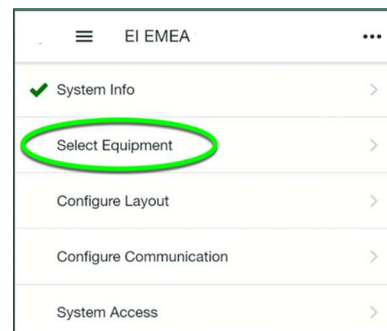 EI EMEA
System Info
Select Equipment
Configure Layout
Configure Communication
System Access